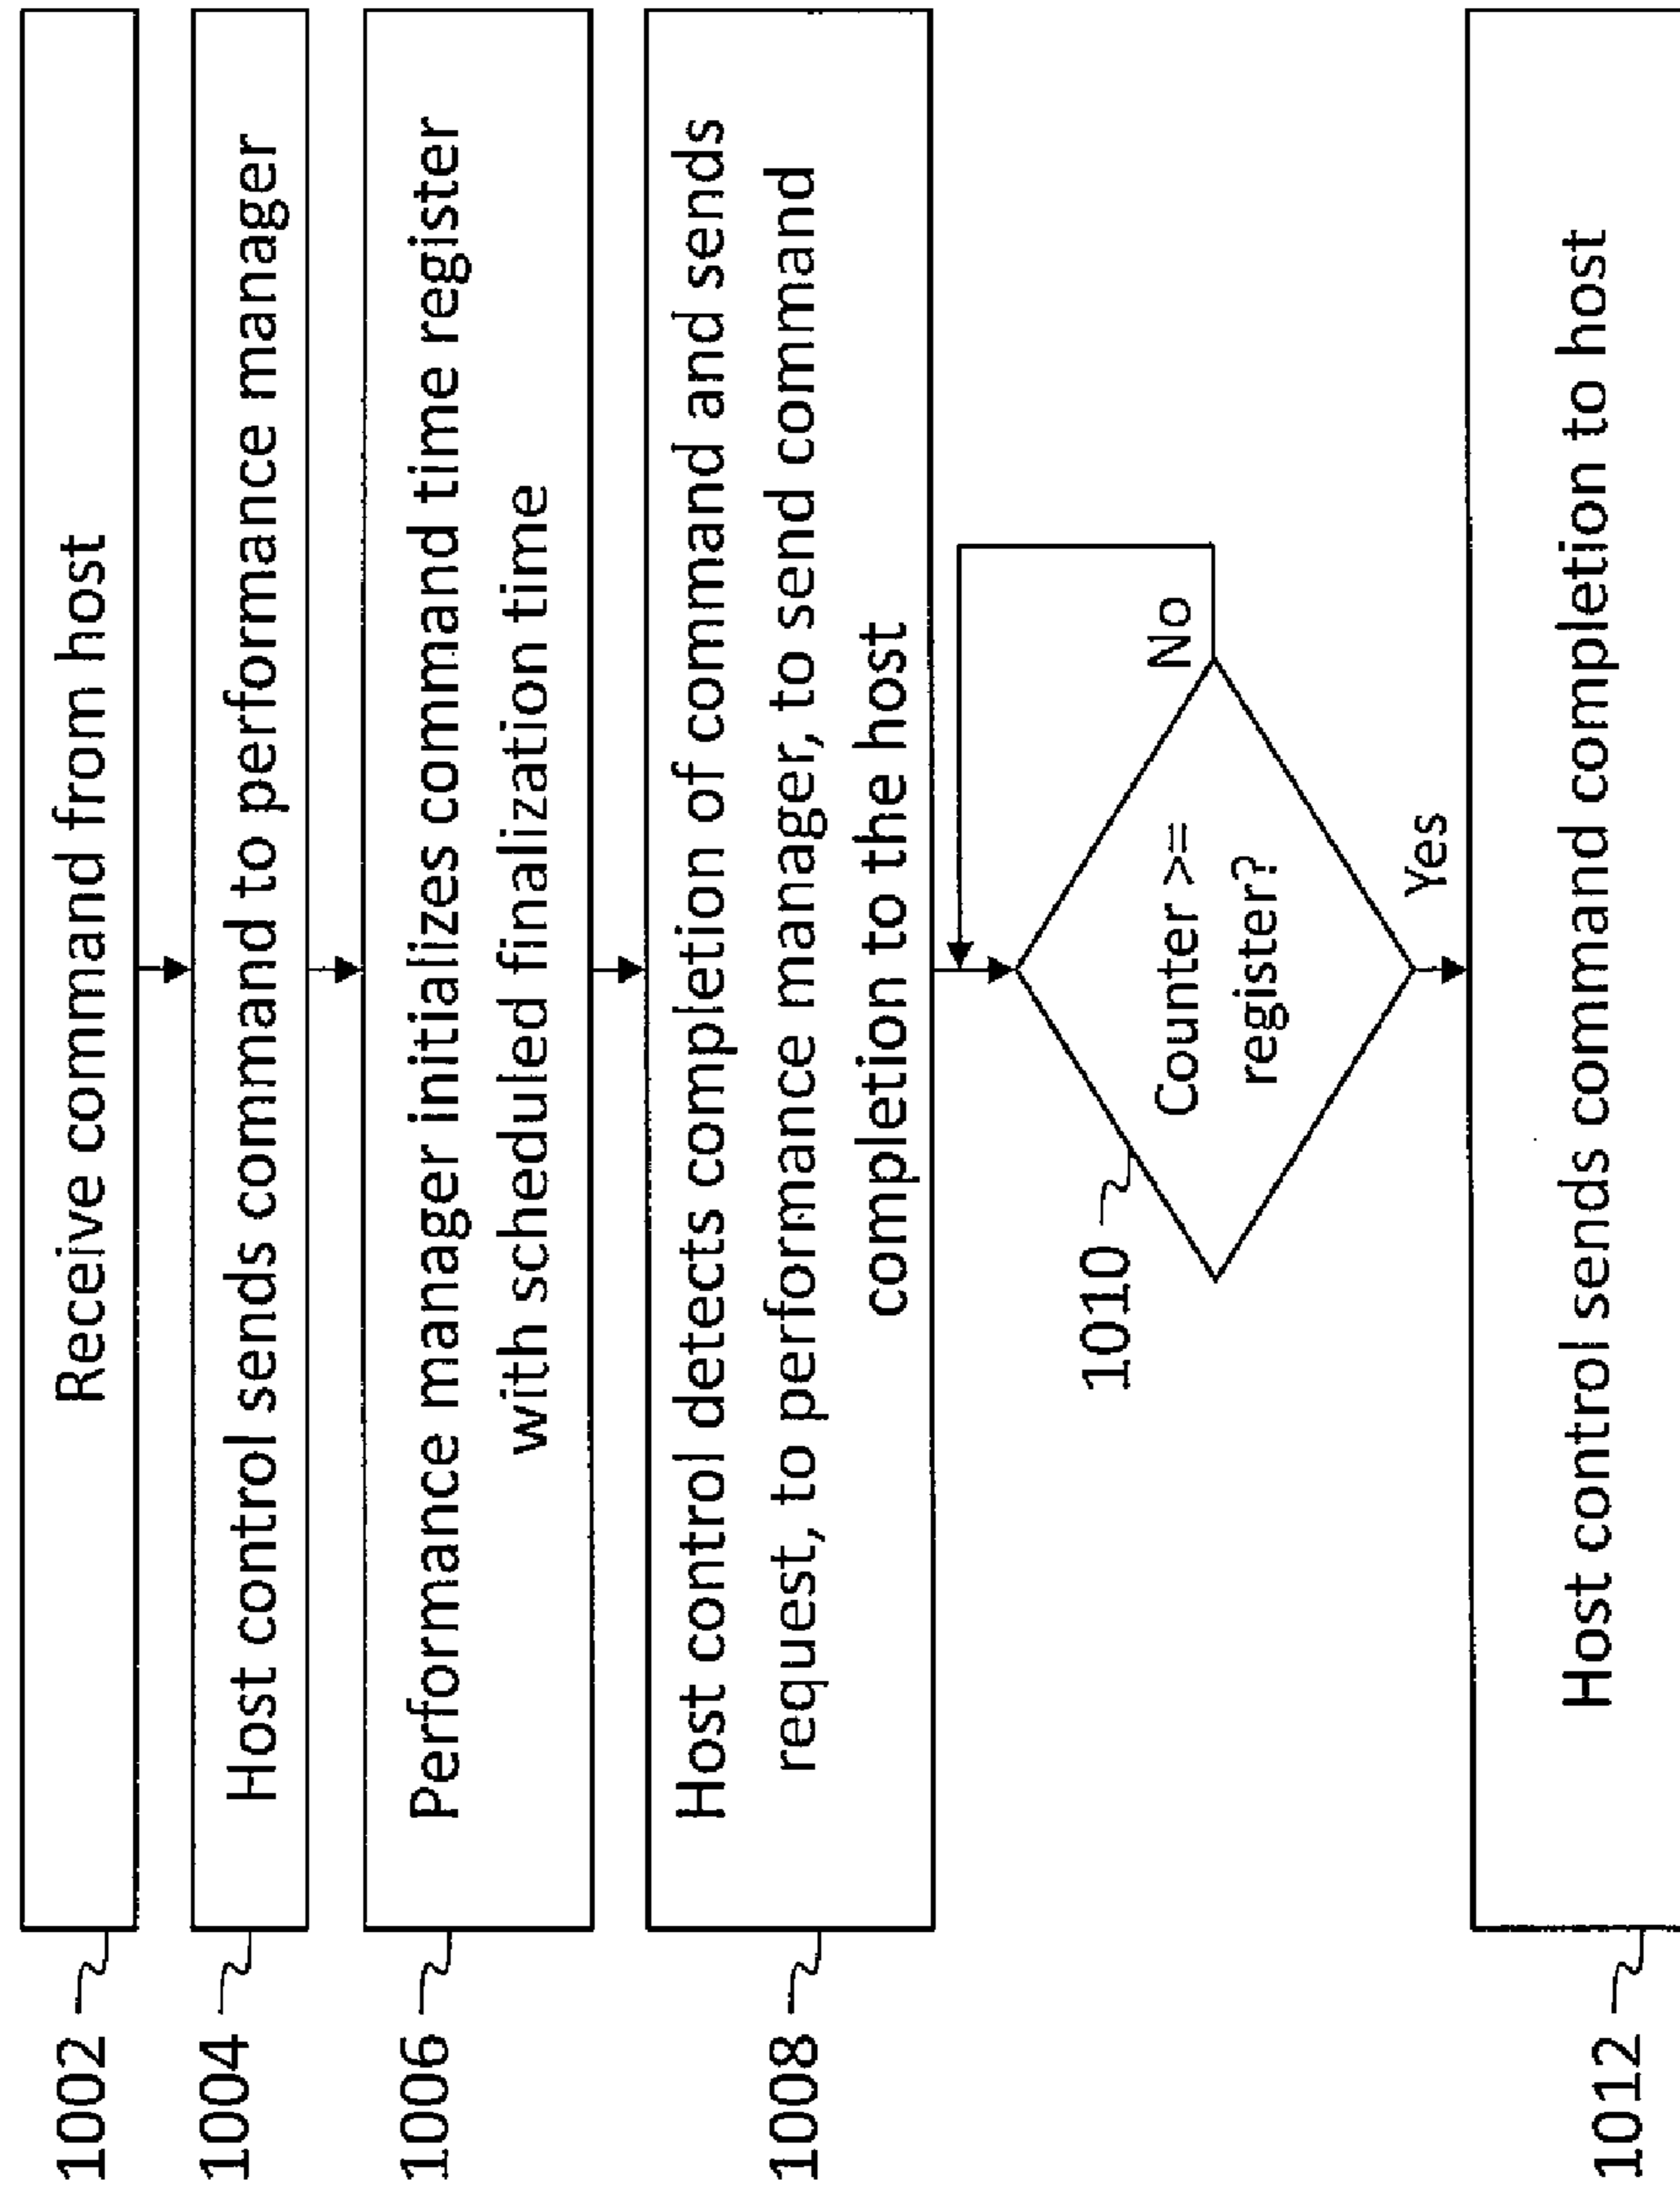 1002
Receive command from host
1004
Host control sends command to performance manager
1006
Performance manager initializes command time register
with scheduled finalization time
1008
Host control detects completion of command and sends
request, to performance manager, to send command
completion to the host
1010
Counter >=
register?
No
Yes
1012
Host control sends command completion to host